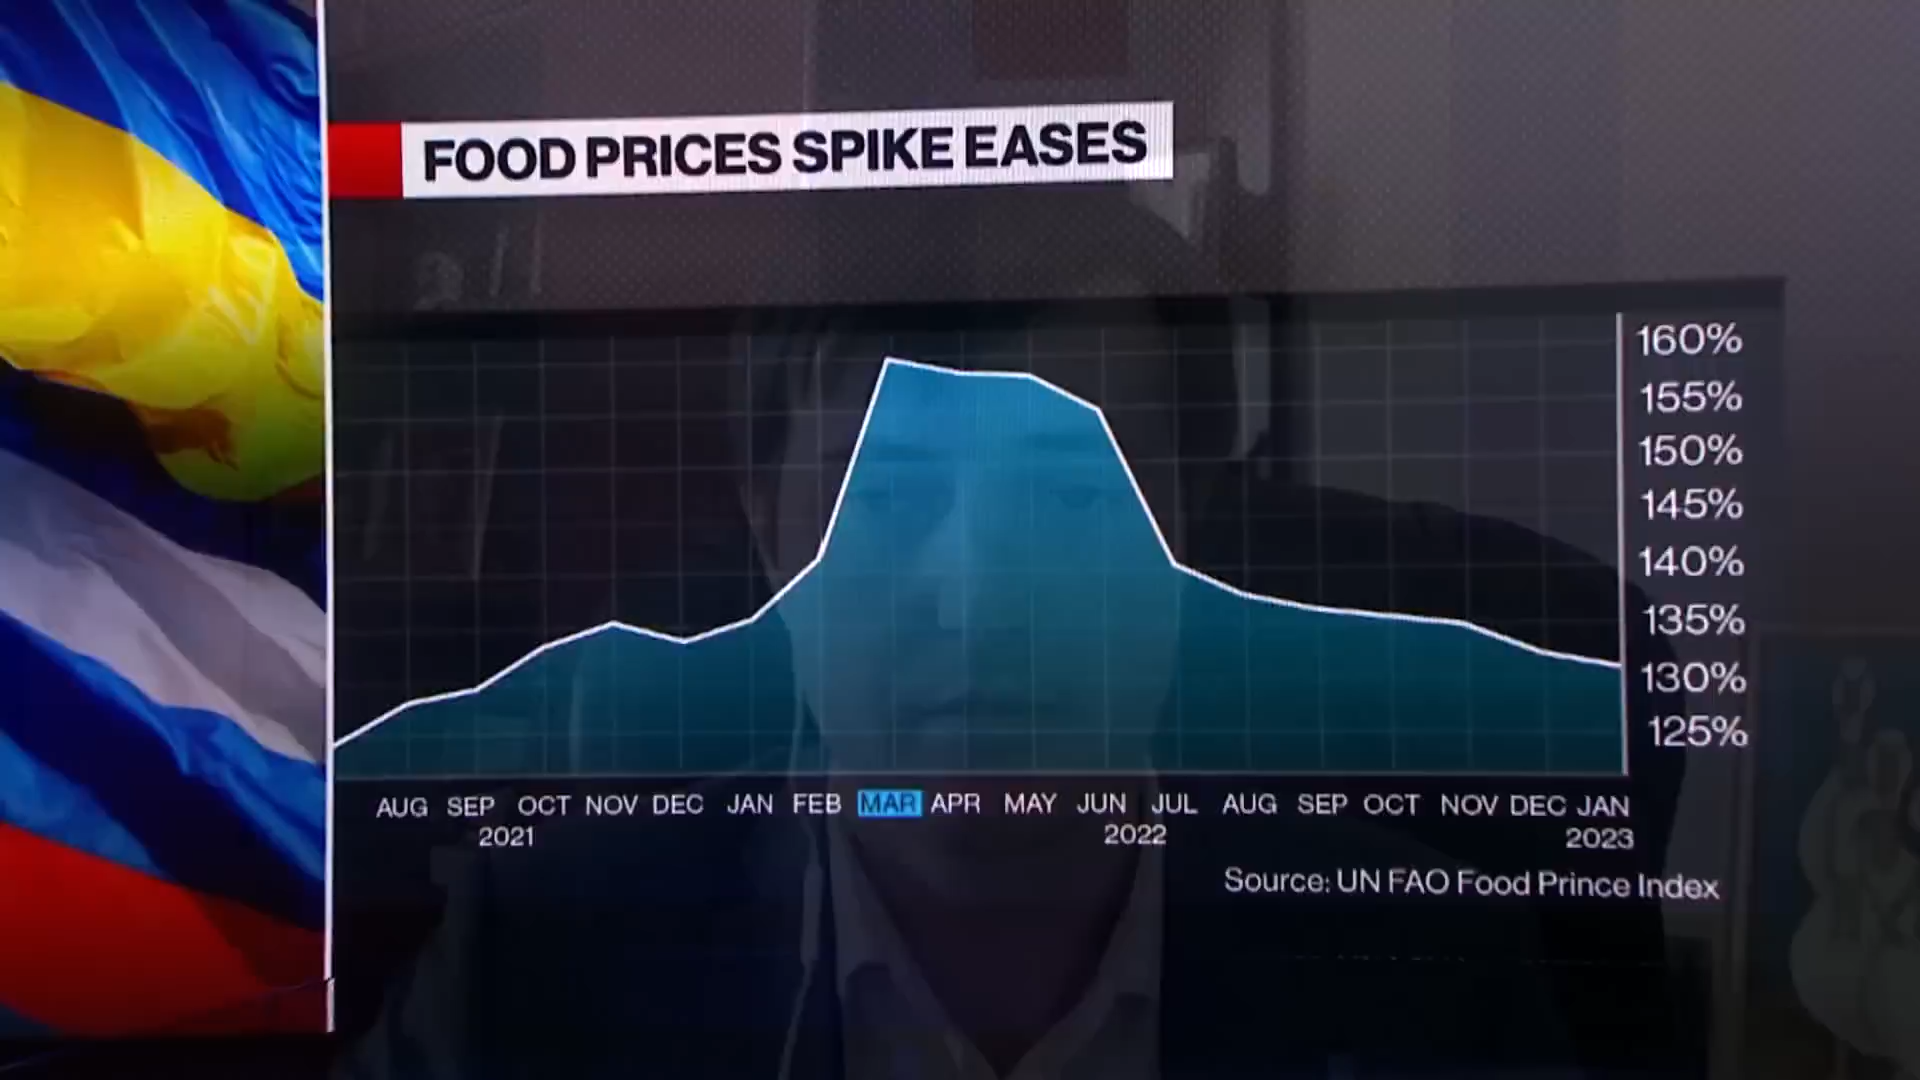 FOOD PRICES SPIKE EASES
160%
155%
150%
145%
140%
135%
130%
125%
AUG SEP OCT NOV DEC JAN FEB MAR APR MAY JUN JUL AUG SEP OCT NOV DEC JAN
2021 2022 2023
Source: UN FAO Food Prince Index